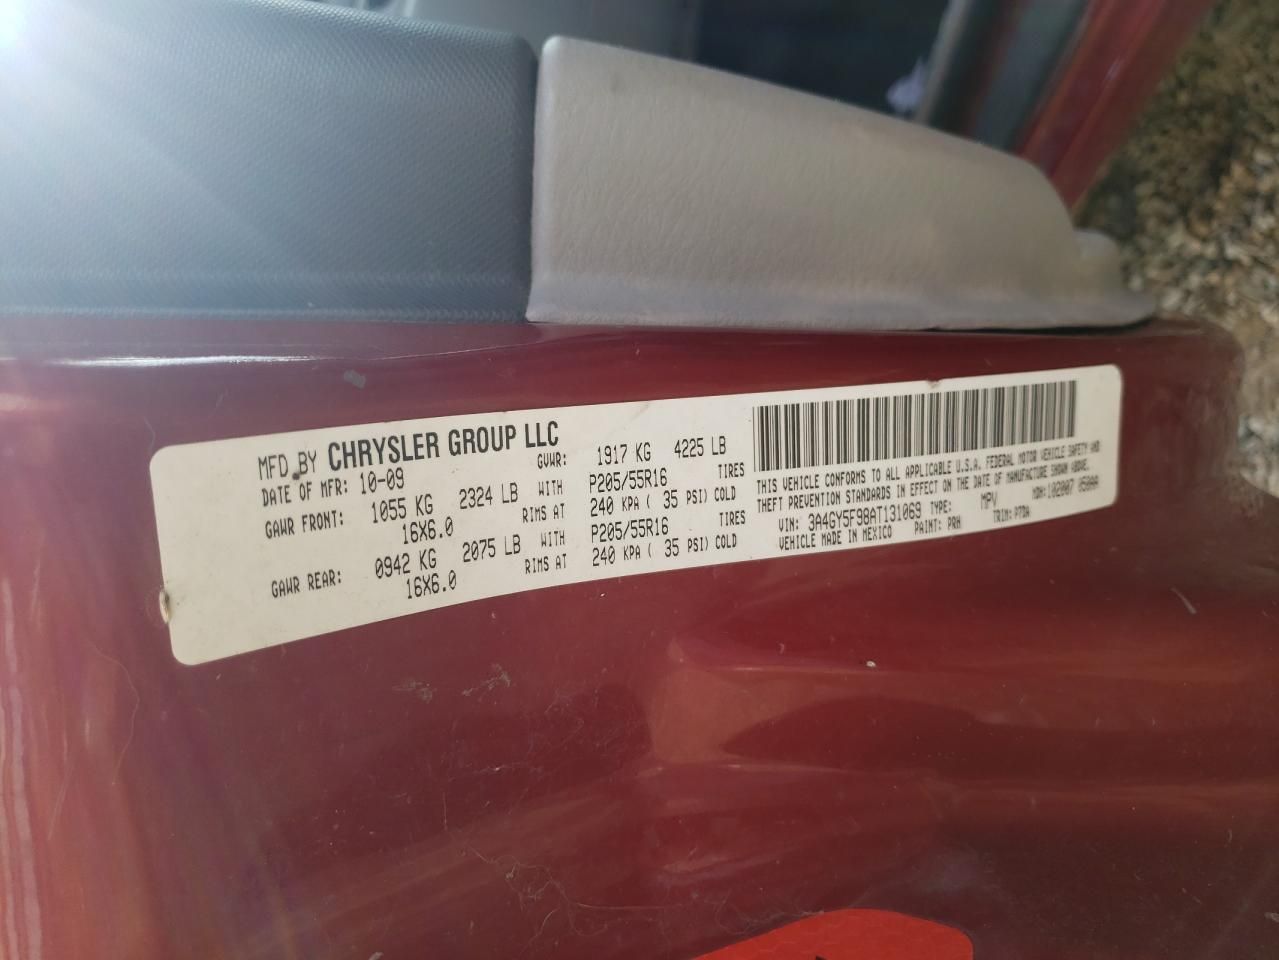 MFD BY CHRYSLER GROUP LLC
DATE OF MFR: 10-09 GVWR: 1917 KG 4225 LB
GAWR FRONT: 1055 KG 2324 LB WITH P205/55R16 TIRES
16X6.0 RIMS AT 240 KPA ( 35 PSI) COLD
GAWR REAR: 0942 KG 2075 LB WITH P205/55R16 TIRES
16X6.0 RIMS AT 240 KPA ( 35 PSI) COLD
THIS VEHICLE CONFORMS TO ALL APPLICABLE U.S.A. FEDERAL MOTOR VEHICLE SAFETY AND
THEFT PREVENTION STANDARDS IN EFFECT ON THE DATE OF MANUFACTURE SHOWN ABOVE.
VIN: 3A4GY5F98AT131069 TYPE: MPV MDH:102007
VEHICLE MADE IN MEXICO PAINT: PRH TRIM: